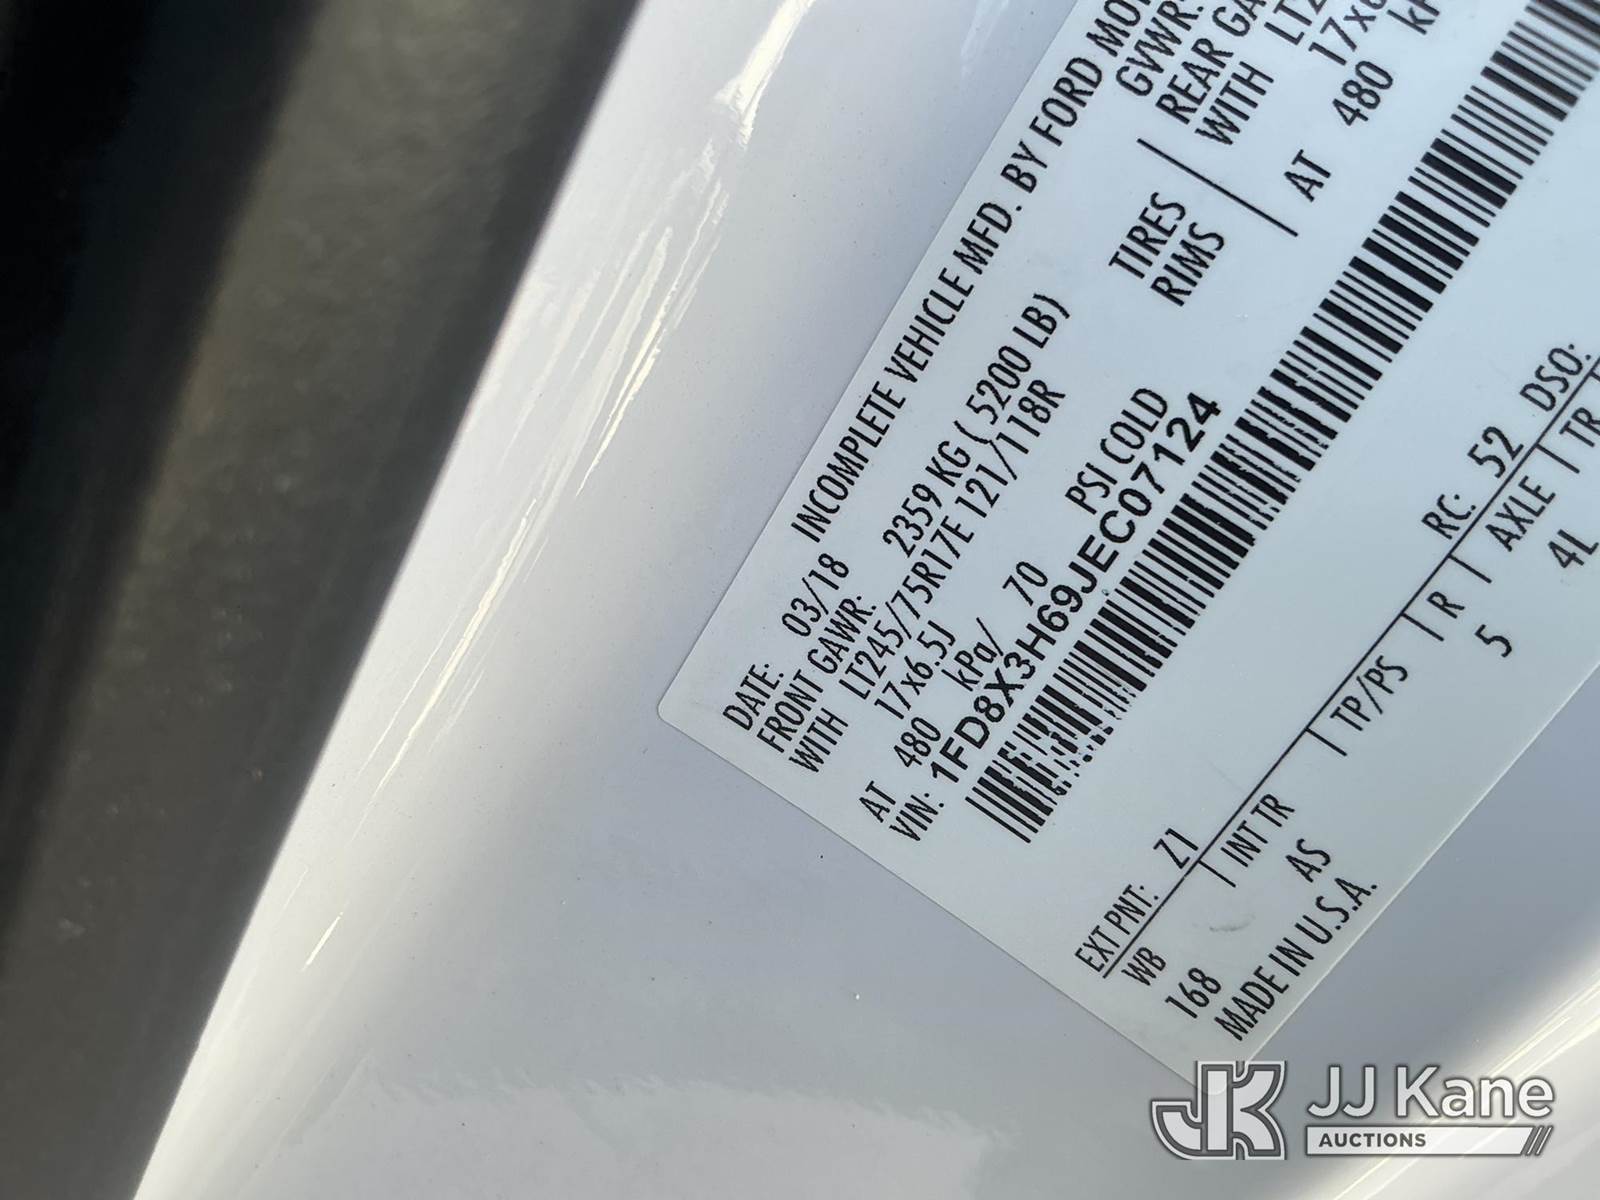 INCOMPLETE VEHICLE MFD. BY FORD
DATE: 03/18 GVWR:
FRONT GAWR: 2359 KG ( 5200 LB) REAR
WITH LT245/75R17E 121/118R TIRES WITH
17x6.5J RIMS
AT 480 kPa/ 70 PSI COLD AT 480
VIN: 1FD8X3H69JEC07124
EXT PNT: Z1 RC: 52 DSO:
WB INT TR TP/PS R AXLE TR
168 AS 5 4L
MADE IN U.S.A.
JK JJ Kane
AUCTIONS